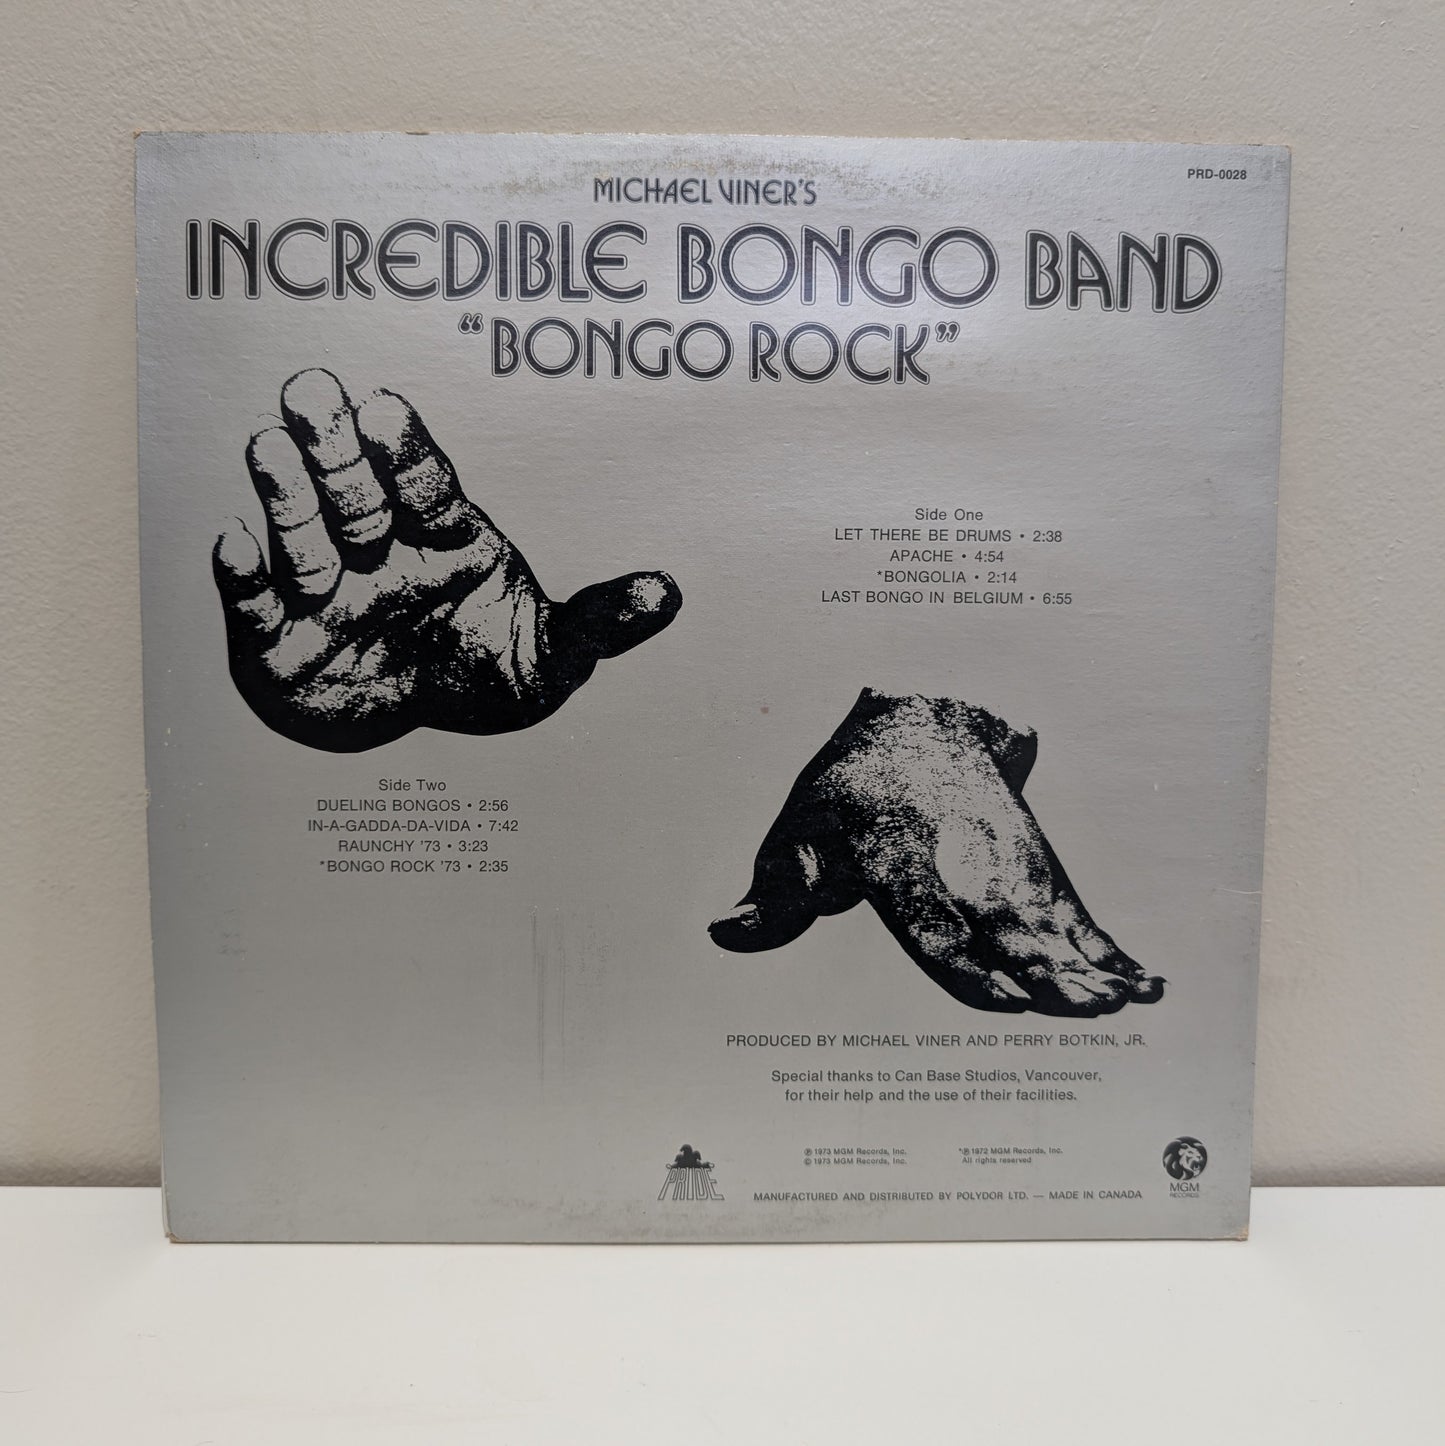 PRD-0028
MICHAEL VINER'S
INCREDIBLE BONGO BAND
"BONGO ROCK"
Side One
LET THERE BE DRUMS • 2:38
APACHE • 4:54
*BONGOLIA • 2:14
LAST BONGO IN BELGIUM • 6:55
Side Two
DUELING BONGOS • 2:56
IN-A-GADDA-DA-VIDA • 7:42
RAUNCHY '73 • 3:23
*BONGO ROCK '73 • 2:35
PRODUCED BY MICHAEL VINER AND PERRY BOTKIN, JR.
Special thanks to Can Base Studios, Vancouver,
for their help and the use of their facilities.
℗ 1973 MGM Records, Inc.
© 1973 MGM Records, Inc.
*℗ 1972 MGM Records, Inc.
All rights reserved
PRIDE
MANUFACTURED AND DISTRIBUTED BY POLYDOR LTD. — MADE IN CANADA
MGM
RECORDS